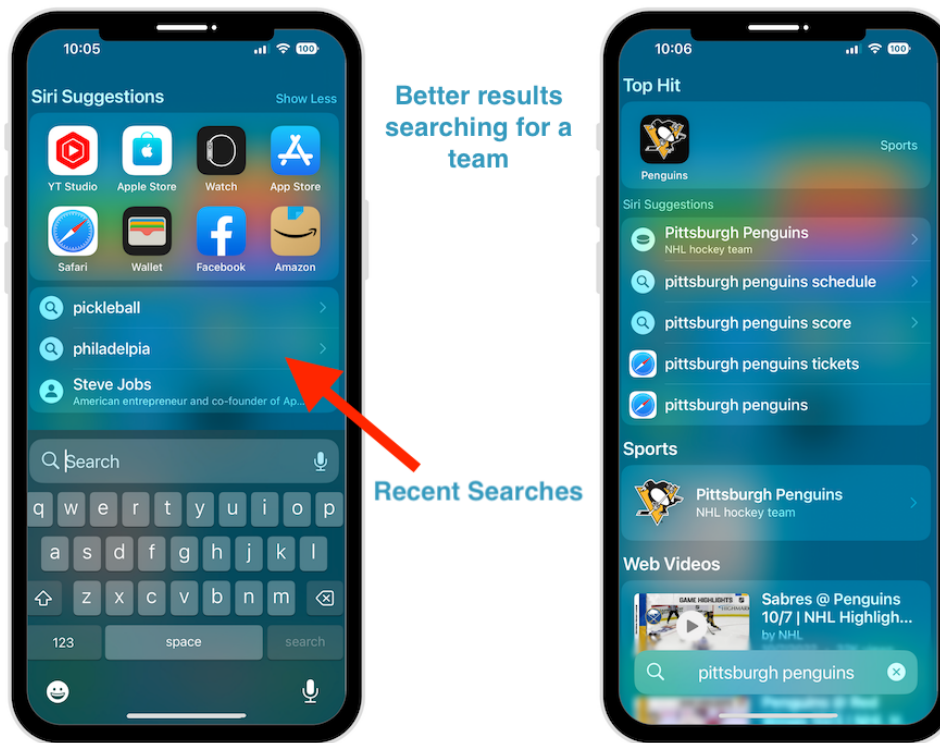 10:05
100
Siri Suggestions
Show Less
YT Studio
Apple Store
Watch
App Store
Safari
Wallet
Facebook
Amazon
pickleball
philadelpia
Steve Jobs
American entrepreneur and co-founder of Ap...
Search
q w e r t y u i o p
a s d f g h j k l
z x c v b n m
123 space search
Better results
searching for a
team
Recent Searches
10:06
100
Top Hit
Penguins
Sports
Siri Suggestions
Pittsburgh Penguins
NHL hockey team
pittsburgh penguins schedule
pittsburgh penguins score
pittsburgh penguins tickets
pittsburgh penguins
Sports
Pittsburgh Penguins
NHL hockey team
Web Videos
GAME HIGHLIGHTS
Sabres @ Penguins
10/7 | NHL Highligh...
by NHL
pittsburgh penguins